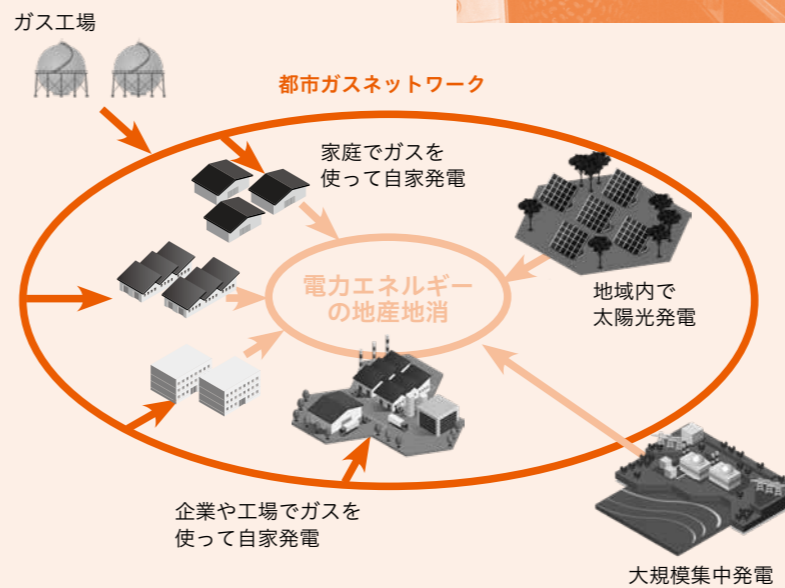 ガス工場
都市ガスネットワーク
家庭でガスを
使って自家発電
電力エネルギー
の地産地消
地域内で
太陽光発電
企業や工場でガスを
使って自家発電
大規模集中発電